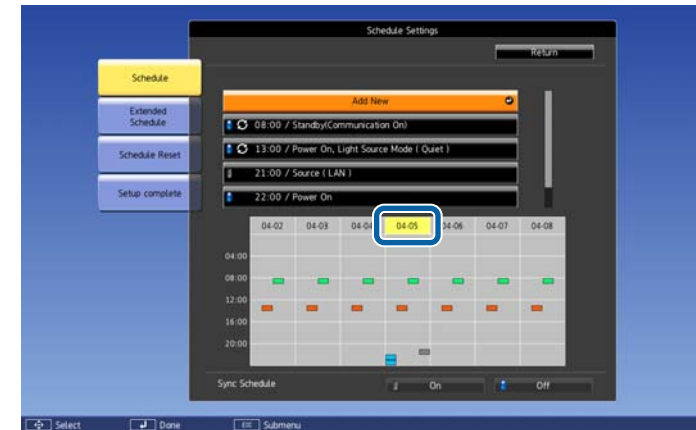 Schedule Settings
Return
Schedule
Extended
Schedule
Schedule Reset
Setup complete
Add New
08:00 / Standby(Communication On)
13:00 / Power On, Light Source Mode ( Quiet )
21:00 / Source ( LAN )
22:00 / Power On
04-02 04-03 04-04 04-05 04-06 04-07 04-08
04:00
08:00
12:00
16:00
20:00
Sync Schedule On Off
Select Done Esc Submenu